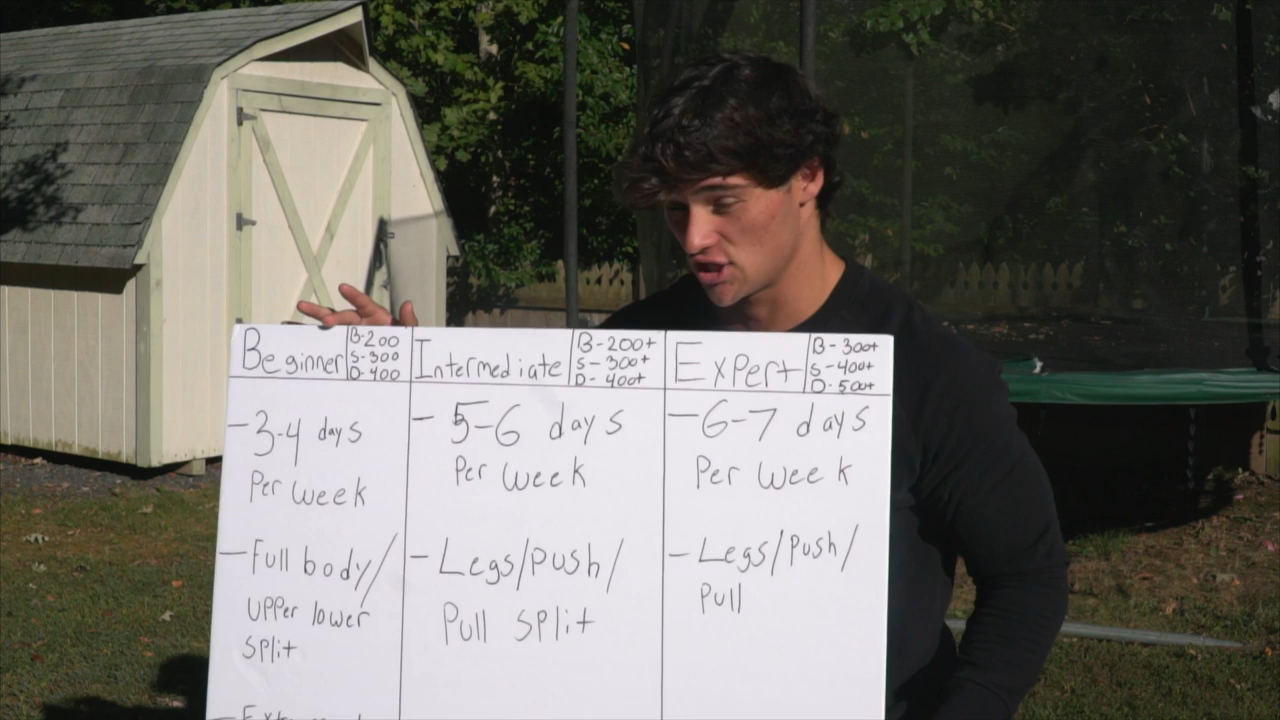 Beginner
B-200
S-300
D-400
Intermediate
B-200+
S-300+
D-400+
Expert
B-300+
S-400+
D-500+
-3-4 days
Per week
-Full body/
upper lower
split
-5-6 days
Per week
-Legs/push/
Pull split
-6-7 days
Per week
-Legs/push/
Pull